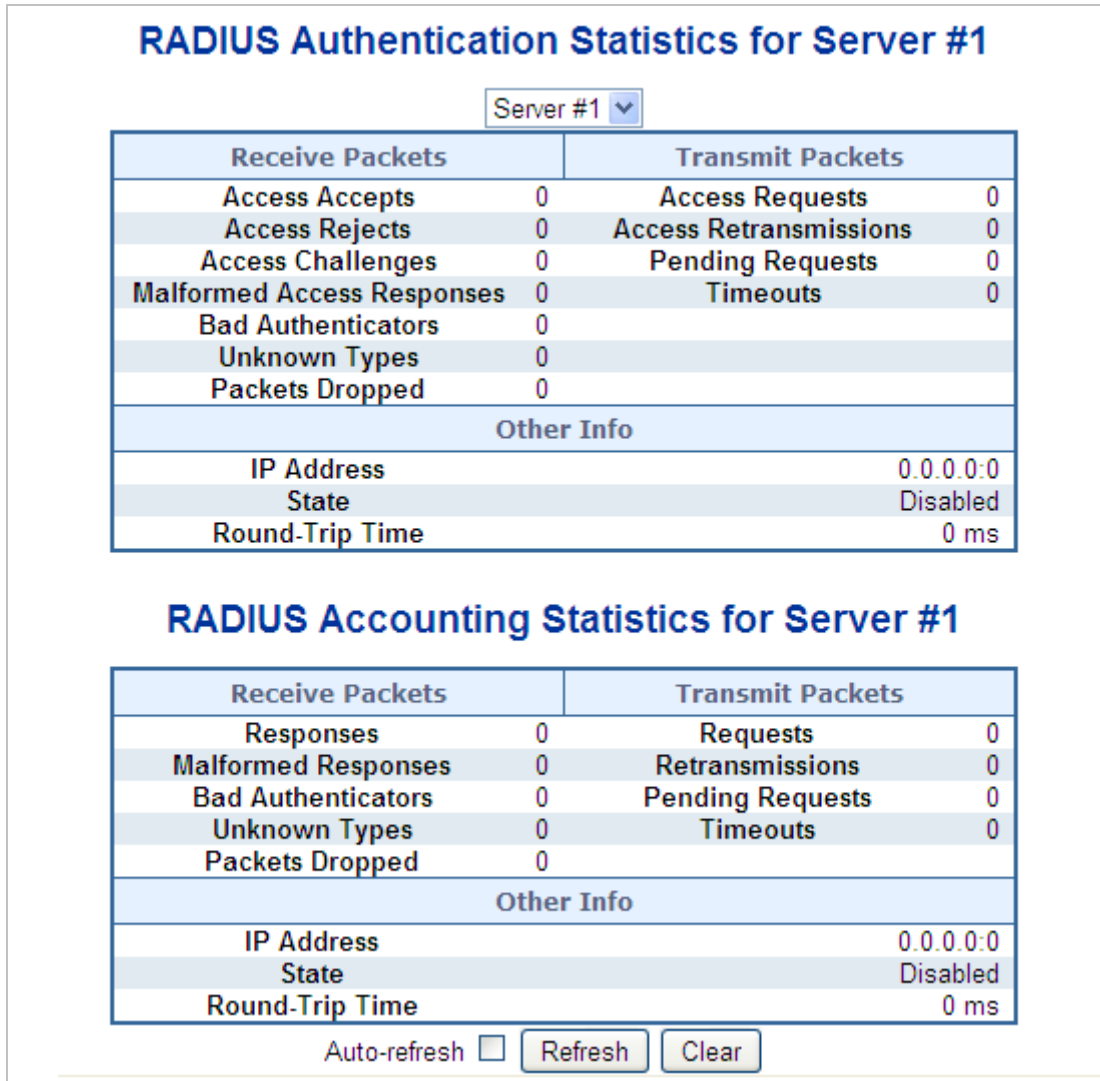 RADIUS Authentication Statistics for Server #1
Server #1
Receive Packets Transmit Packets
Access Accepts 0 Access Requests 0
Access Rejects 0 Access Retransmissions 0
Access Challenges 0 Pending Requests 0
Malformed Access Responses 0 Timeouts 0
Bad Authenticators 0
Unknown Types 0
Packets Dropped 0
Other Info
IP Address 0.0.0.0:0
State Disabled
Round-Trip Time 0 ms
RADIUS Accounting Statistics for Server #1
Receive Packets Transmit Packets
Responses 0 Requests 0
Malformed Responses 0 Retransmissions 0
Bad Authenticators 0 Pending Requests 0
Unknown Types 0 Timeouts 0
Packets Dropped 0
Other Info
IP Address 0.0.0.0:0
State Disabled
Round-Trip Time 0 ms
Auto-refresh Refresh Clear